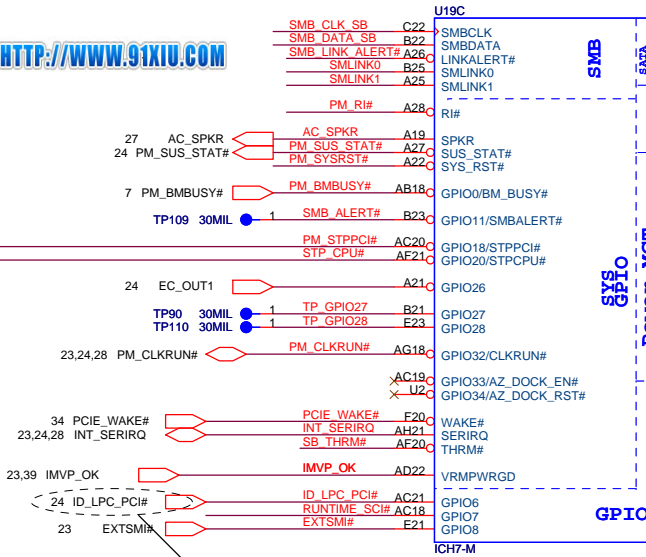 U19C
HTTP://WWW.91XIU.COM
SMB_CLK_SB C22 SMBCLK
SMB_DATA_SB B22 SMBDATA
SMB_LINK_ALERT# A26 LINKALERT#
SMLINK0 B25 SMLINK0
SMLINK1 A25 SMLINK1
SMB
SATA
PM_RI# A28 RI#
27 AC_SPKR AC_SPKR A19 SPKR
24 PM_SUS_STAT# PM_SUS_STAT# A27 SUS_STAT#
PM_SYSRST# A22 SYS_RST#
7 PM_BMBUSY# PM_BMBUSY# AB18 GPIO0/BM_BUSY#
TP109 30MIL 1 SMB_ALERT# B23 GPIO11/SMBALERT#
PM_STPPCI# AC20 GPIO18/STPPCI#
STP_CPU# AF21 GPIO20/STPCPU#
24 EC_OUT1 A21 GPIO26
SYS
GPIO
TP90 30MIL 1 TP_GPIO27 B21 GPIO27
TP110 30MIL 1 TP_GPIO28 E23 GPIO28
23,24,28 PM_CLKRUN# PM_CLKRUN# AG18 GPIO32/CLKRUN#
AC19 GPIO33/AZ_DOCK_EN#
U2 GPIO34/AZ_DOCK_RST#
34 PCIE_WAKE# PCIE_WAKE# F20 WAKE#
23,24,28 INT_SERIRQ INT_SERIRQ AH21 SERIRQ
SB_THRM# AF20 THRM#
23,39 IMVP_OK IMVP_OK AD22 VRMPWRGD
24 ID_LPC_PCI# ID_LPC_PCI# AC21 GPIO6
RUNTIME_SCI# AC18 GPIO7
23 EXTSMI# EXTSMI# E21 GPIO8
GPIO
ICH7-M